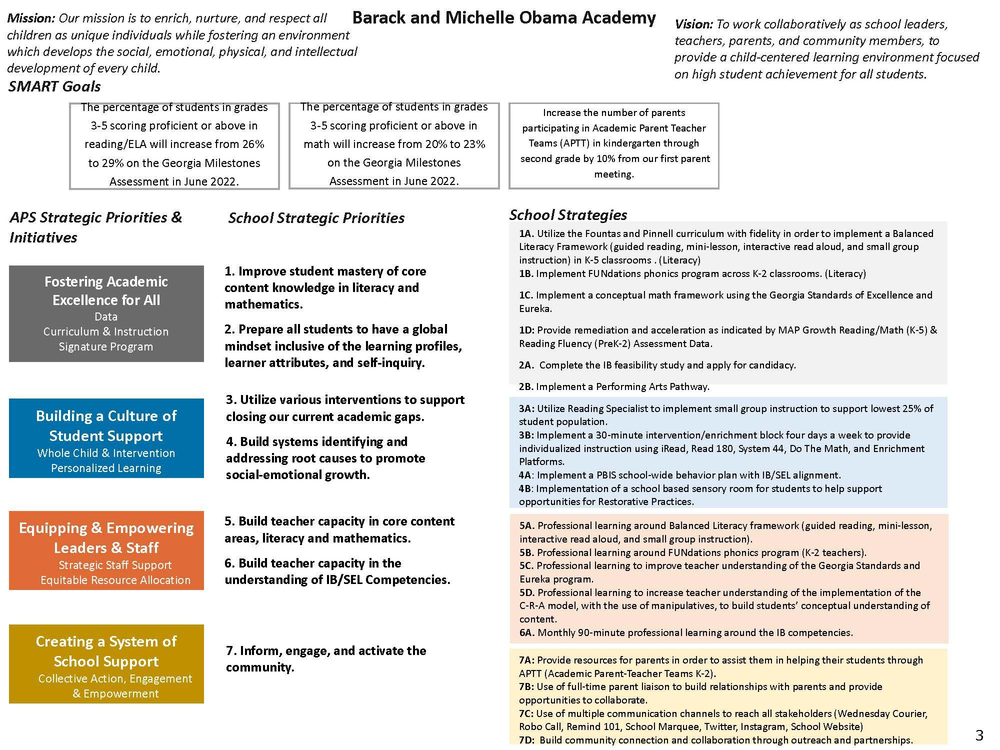 Barack and Michelle Obama Academy
Mission: Our mission is to enrich, nurture, and respect all
children as unique individuals while fostering an environment
which develops the social, emotional, physical, and intellectual
development of every child.
Vision: To work collaboratively as school leaders,
teachers, parents, and community members, to
provide a child-centered learning environment focused
on high student achievement for all students.
SMART Goals
The percentage of students in grades
3-5 scoring proficient or above in
reading/ELA will increase from 26%
to 29% on the Georgia Milestones
Assessment in June 2022.
The percentage of students in grades
3-5 scoring proficient or above in
math will increase from 20% to 23%
on the Georgia Milestones
Assessment in June 2022.
Increase the number of parents
participating in Academic Parent Teacher
Teams (APTT) in kindergarten through
second grade by 10% from our first parent
meeting.
APS Strategic Priorities &
Initiatives
School Strategic Priorities
School Strategies
Fostering Academic
Excellence for All
Data
Curriculum & Instruction
Signature Program
1. Improve student mastery of core
content knowledge in literacy and
mathematics.
2. Prepare all students to have a global
mindset inclusive of the learning profiles,
learner attributes, and self-inquiry.
1A. Utilize the Fountas and Pinnell curriculum with fidelity in order to implement a Balanced
Literacy Framework (guided reading, mini-lesson, interactive read aloud, and small group
instruction) in K-5 classrooms . (Literacy)
1B. Implement FUNdations phonics program across K-2 classrooms. (Literacy)
1C. Implement a conceptual math framework using the Georgia Standards of Excellence and
Eureka.
1D: Provide remediation and acceleration as indicated by MAP Growth Reading/Math (K-5) &
Reading Fluency (PreK-2) Assessment Data.
2A.  Complete the IB feasibility study and apply for candidacy.
2B. Implement a Performing Arts Pathway.
Building a Culture of
Student Support
Whole Child & Intervention
Personalized Learning
3. Utilize various interventions to support
closing our current academic gaps.
4. Build systems identifying and
addressing root causes to promote
social-emotional growth.
3A: Utilize Reading Specialist to implement small group instruction to support lowest 25% of
student population.
3B: Implement a 30-minute intervention/enrichment block four days a week to provide
individualized instruction using iRead, Read 180, System 44, Do The Math, and Enrichment
Platforms.
4A: Implement a PBIS school-wide behavior plan with IB/SEL alignment.
4B: Implementation of a school based sensory room for students to help support
opportunities for Restorative Practices.
Equipping & Empowering
Leaders & Staff
Strategic Staff Support
Equitable Resource Allocation
5. Build teacher capacity in core content
areas, literacy and mathematics.
6. Build teacher capacity in the
understanding of IB/SEL Competencies.
5A. Professional learning around Balanced Literacy framework (guided reading, mini-lesson,
interactive read aloud, and small group instruction).
5B. Professional learning around FUNdations phonics program (K-2 teachers).
5C. Professional learning to improve teacher understanding of the Georgia Standards and
Eureka program.
5D. Professional learning to increase teacher understanding of the implementation of the
C-R-A model, with the use of manipulatives, to build students’ conceptual understanding of
content.
6A. Monthly 90-minute professional learning around the IB competencies.
Creating a System of
School Support
Collective Action, Engagement
& Empowerment
7. Inform, engage, and activate the
community.
7A: Provide resources for parents in order to assist them in helping their students through
APTT (Academic Parent-Teacher Teams K-2).
7B: Use of full-time parent liaison to build relationships with parents and provide
opportunities to collaborate.
7C: Use of multiple communication channels to reach all stakeholders (Wednesday Courier,
Robo Call, Remind 101, School Marquee, Twitter, Instagram, School Website)
7D:  Build community connection and collaboration through outreach and partnerships.
3